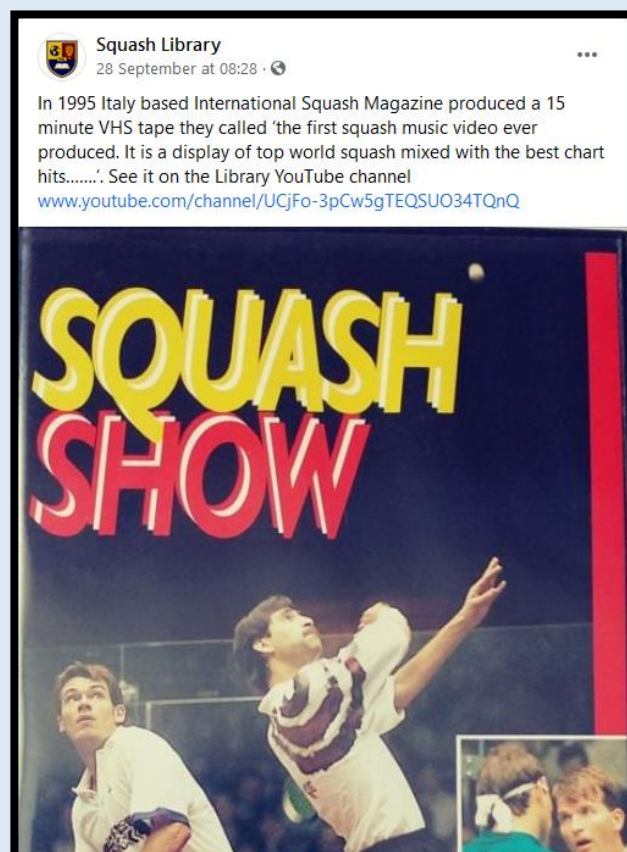 Squash Library
28 September at 08:28 ·
In 1995 Italy based International Squash Magazine produced a 15
minute VHS tape they called ‘the first squash music video ever
produced. It is a display of top world squash mixed with the best chart
hits.......’. See it on the Library YouTube channel
www.youtube.com/channel/UCjFo-3pCw5gTEQSUO34TQnQ
SQUASH
SHOW